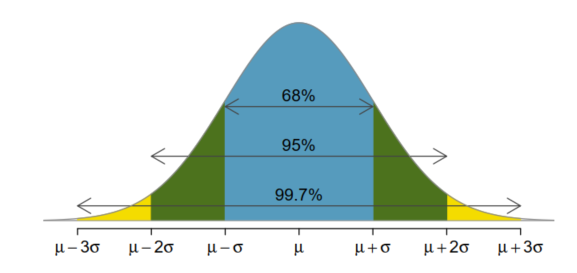 68%
95%
99.7%
μ − 3σ μ − 2σ μ − σ μ μ + σ μ + 2σ μ + 3σ